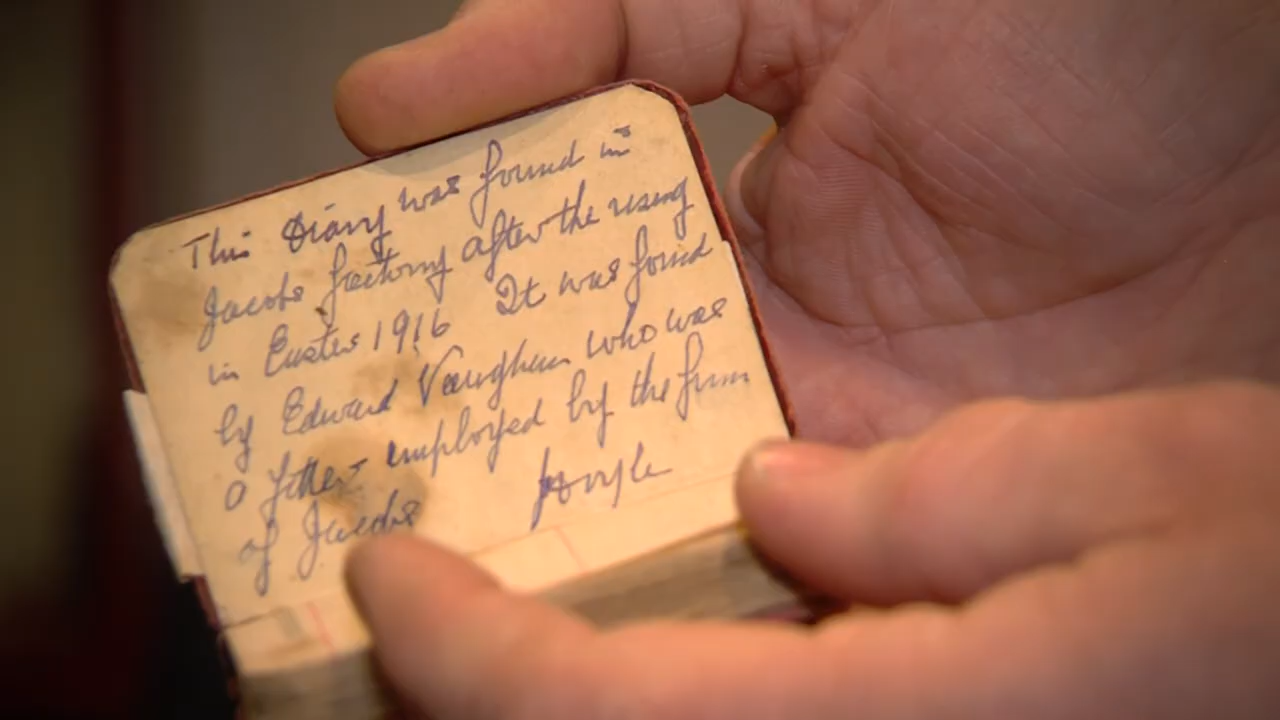 This Diary was found in
Jacobs factory after the rising
in Easter 1916 It was found
by Edward Vaughan who was
a fitter employed by the firm
of Jacobs